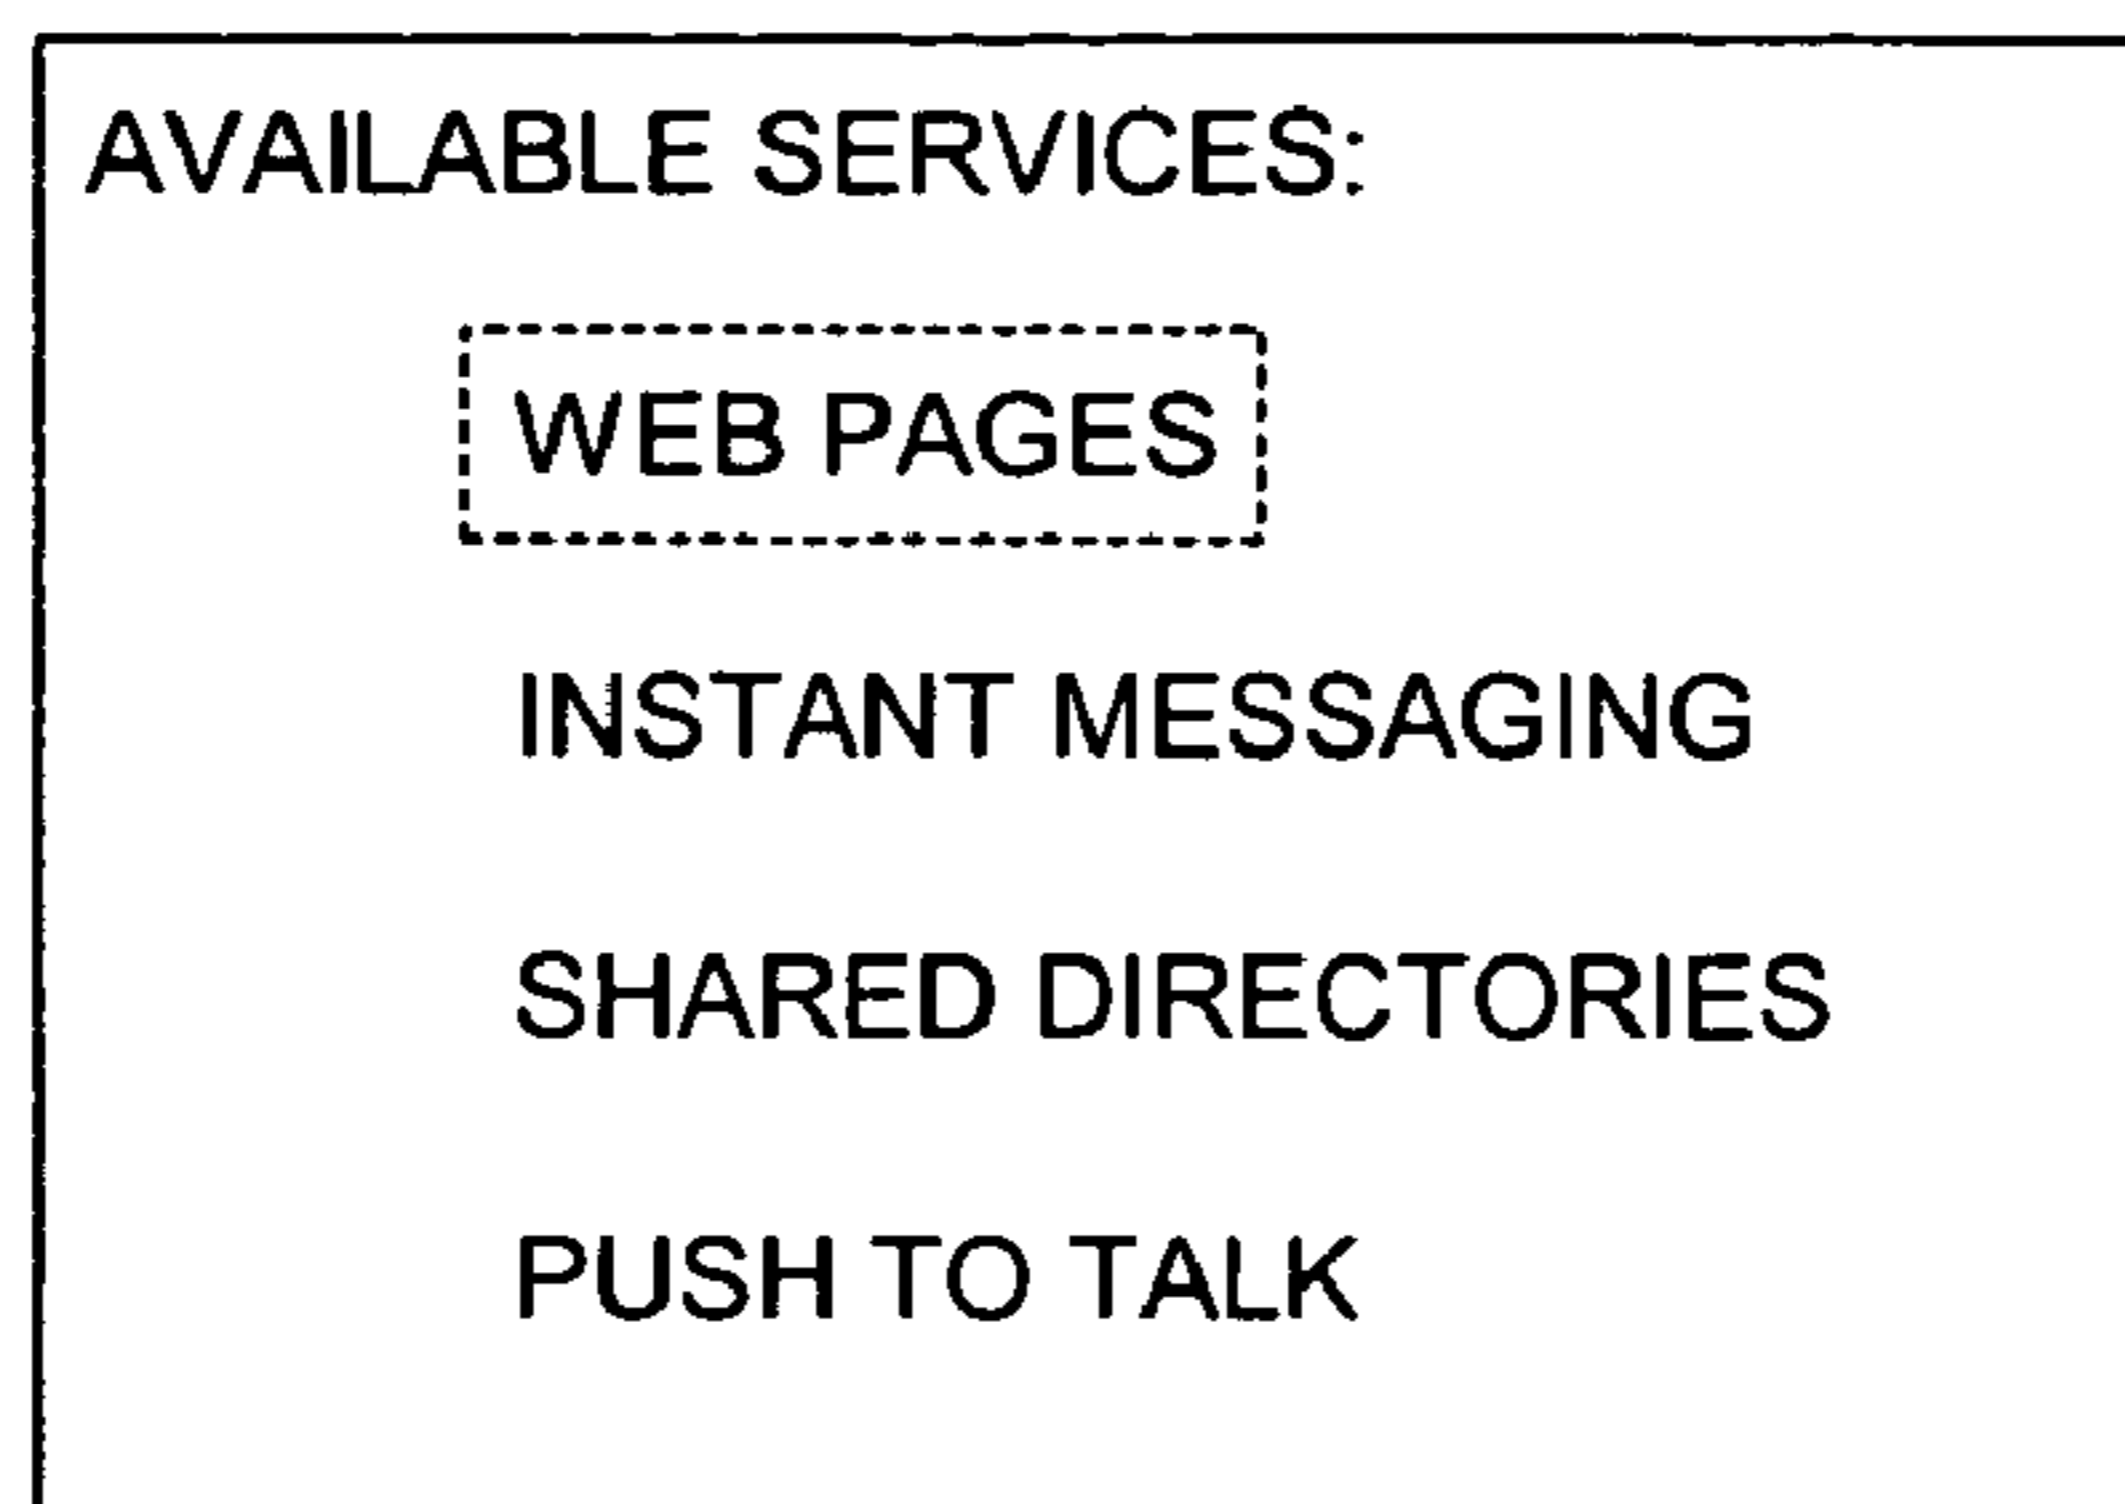 AVAILABLE SERVICES:
WEB PAGES
INSTANT MESSAGING
SHARED DIRECTORIES
PUSH TO TALK